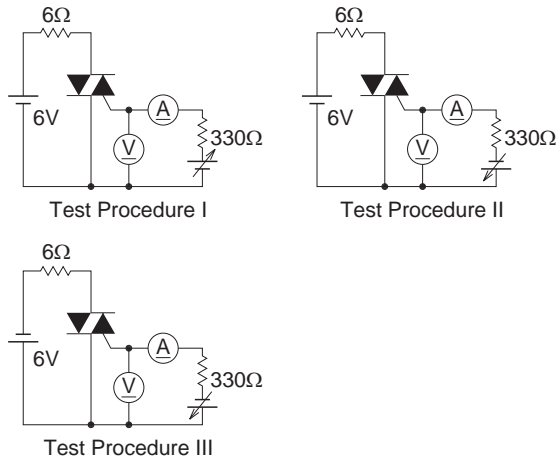 6Ω
6V
A
V
330Ω
Test Procedure I
6Ω
6V
A
V
330Ω
Test Procedure II
6Ω
6V
A
V
330Ω
Test Procedure III